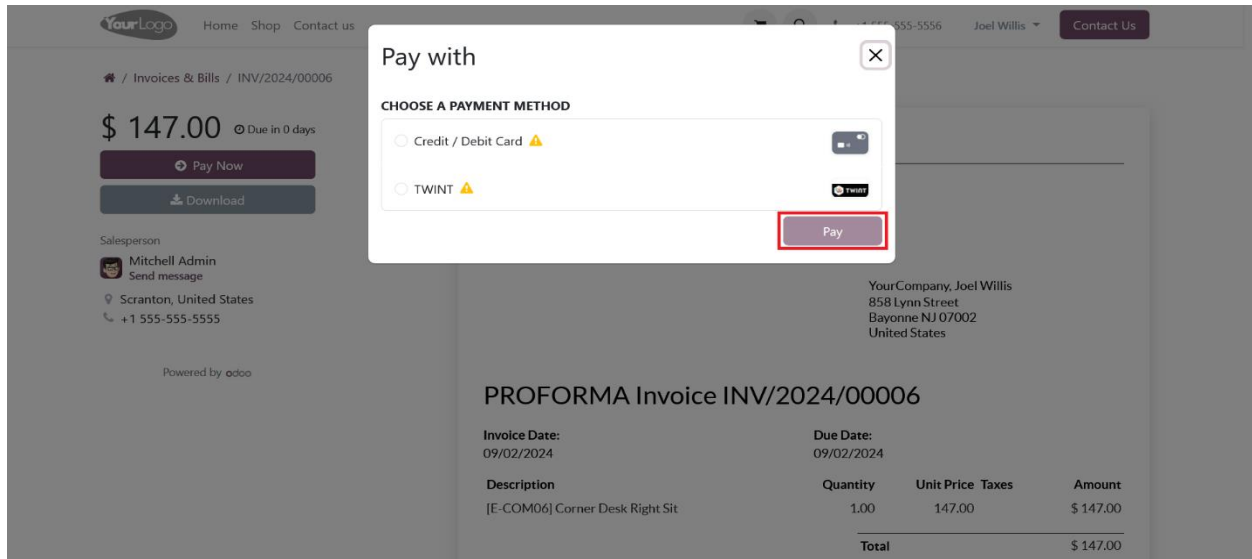 YourLogo Home Shop Contact us 555-5556 Joel Willis Contact Us
/ Invoices & Bills / INV/2024/00006
$ 147.00 Due in 0 days
Pay Now
Download
Salesperson
Mitchell Admin
Send message
Scranton, United States
+1 555-555-5555
Powered by odoo
Pay with
CHOOSE A PAYMENT METHOD
Credit / Debit Card
TWINT TWINT
Pay
YourCompany, Joel Willis
858 Lynn Street
Bayonne NJ 07002
United States
PROFORMA Invoice INV/2024/00006
Invoice Date: Due Date:
09/02/2024 09/02/2024
Description Quantity Unit Price Taxes Amount
[E-COM06] Corner Desk Right Sit 1.00 147.00 $ 147.00
Total $ 147.00